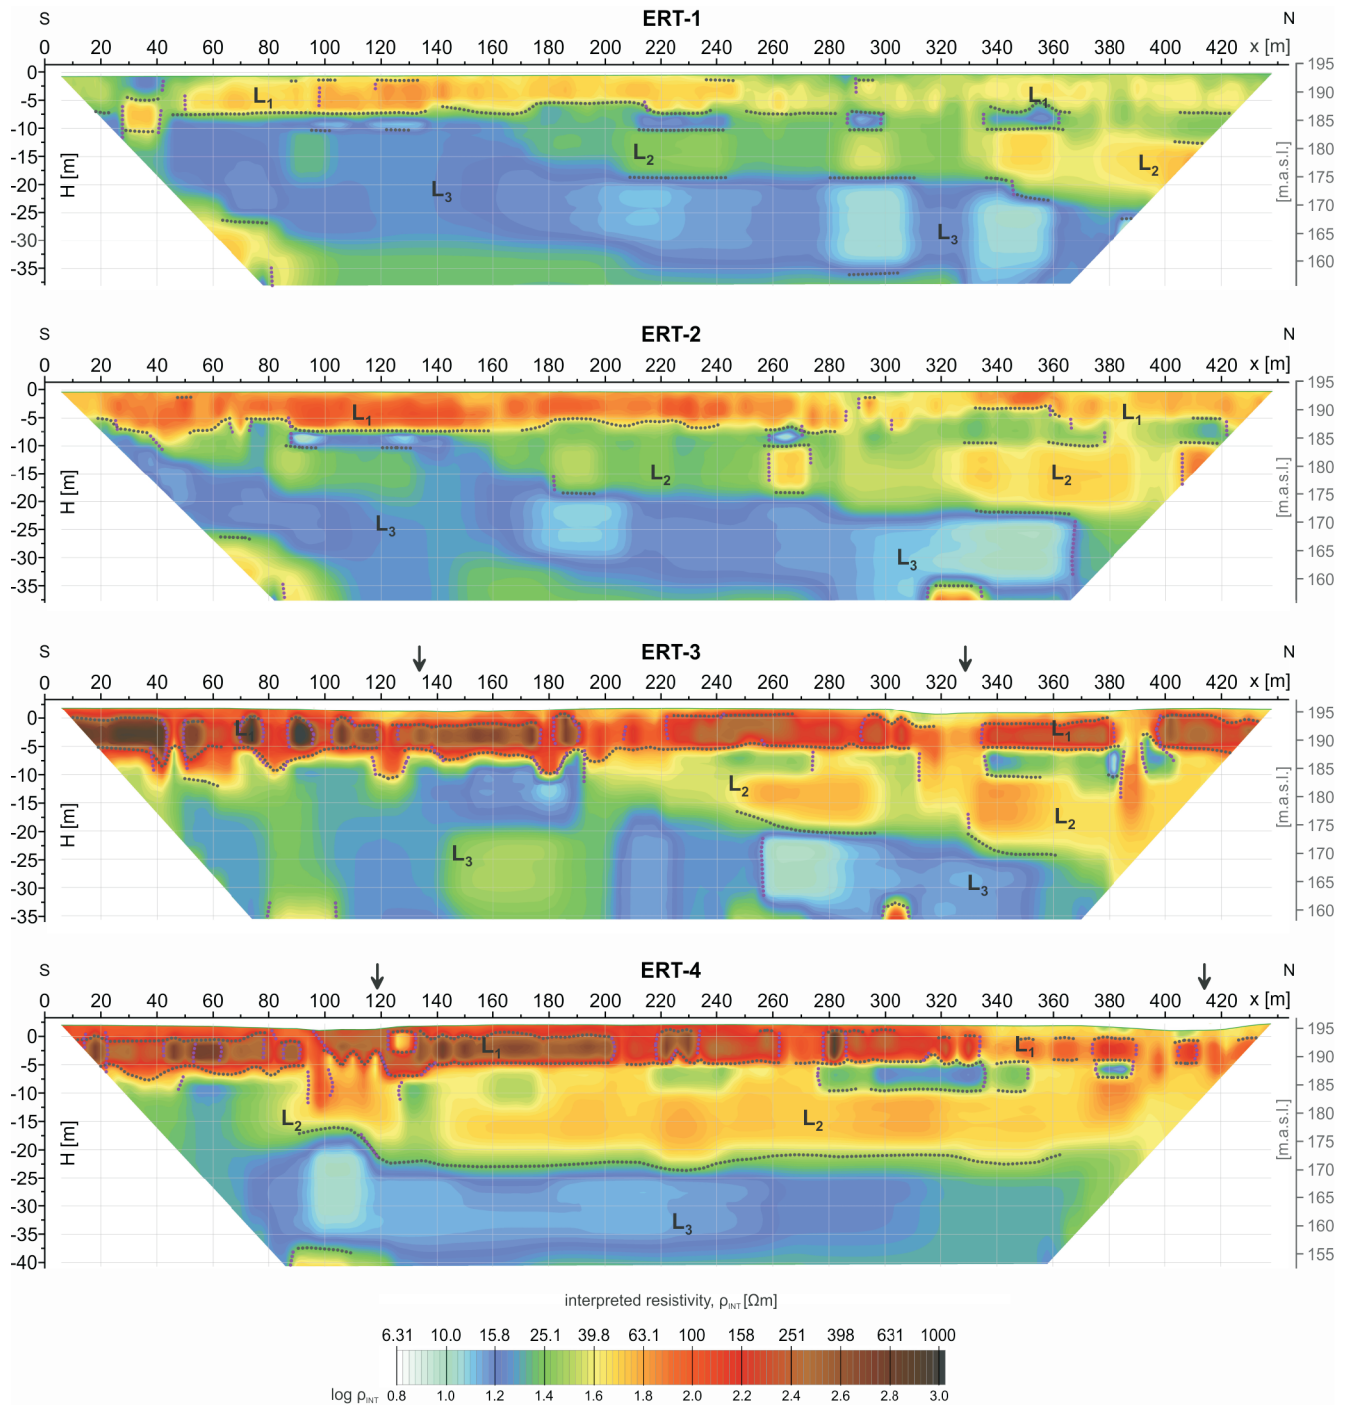 S ERT-1 N
0 20 40 60 80 100 120 140 160 180 200 220 240 260 280 300 320 340 360 380 400 420 x [m]
0 -5 -10 -15 -20 -25 -30 -35
H [m]
195 190 185 180 175 170 165 160
[m.a.s.l.]
L1 L1
L2 L2
L3 L3
S ERT-2 N
0 20 40 60 80 100 120 140 160 180 200 220 240 260 280 300 320 340 360 380 400 420 x [m]
0 -5 -10 -15 -20 -25 -30 -35
H [m]
195 190 185 180 175 170 165 160
[m.a.s.l.]
L1 L1
L2 L2
L3 L3
S ERT-3 N
0 20 40 60 80 100 120 140 160 180 200 220 240 260 280 300 320 340 360 380 400 420 x [m]
0 -5 -10 -15 -20 -25 -30 -35
H [m]
195 190 185 180 175 170 165 160
[m.a.s.l.]
L L1
L2 L2
L3 L3
S ERT-4 N
0 20 40 60 80 100 120 140 160 180 200 220 240 260 280 300 320 340 360 380 400 420 x [m]
0 -5 -10 -15 -20 -25 -30 -35 -40
H [m]
195 190 185 180 175 170 165 160 155
[m.a.s.l.]
L1 L1
L2 L2
L3
interpreted resistivity, ρINT [Ωm]
6.31 10.0 15.8 25.1 39.8 63.1 100 158 251 398 631 1000
log ρINT 0.8 1.0 1.2 1.4 1.6 1.8 2.0 2.2 2.4 2.6 2.8 3.0